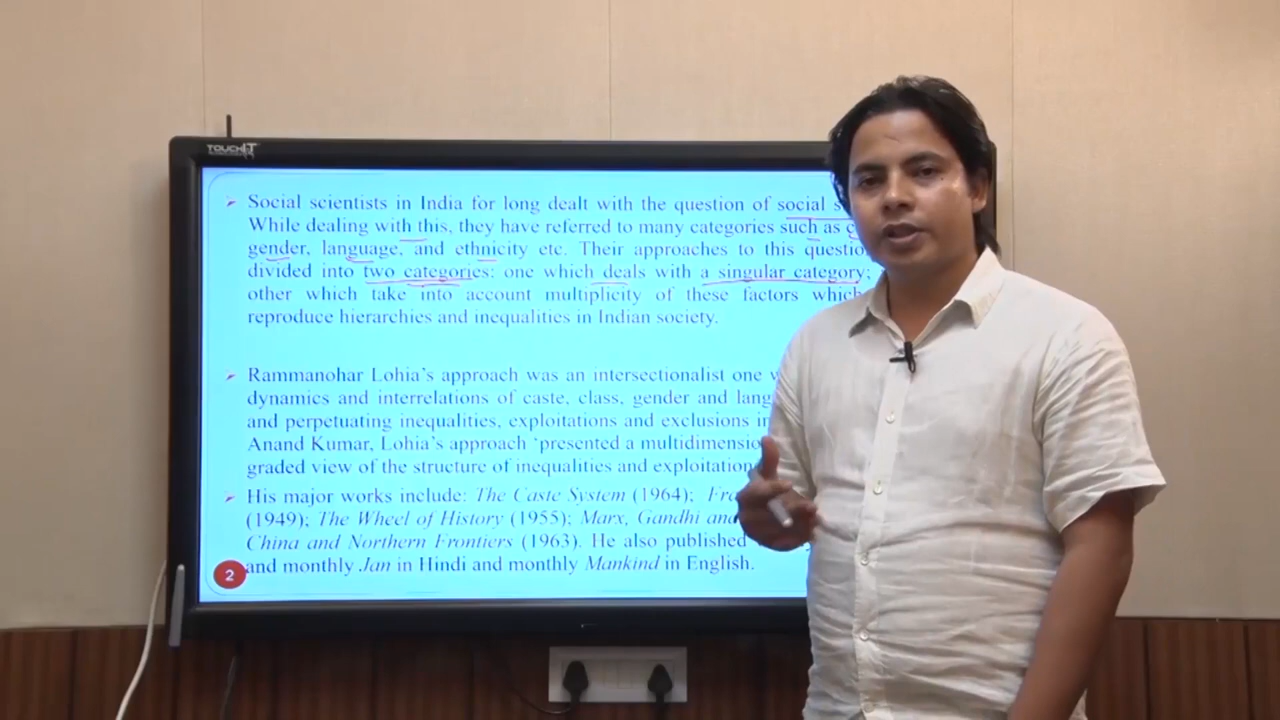 TOUCHIT
Social scientists in India for long dealt with the question of social
While dealing with this, they have referred to many categories such as
gender, language, and ethnicity etc. Their approaches to this
divided into two categories: one which deals with a singular category;
other which take into account multiplicity of these factors which
reproduce hierarchies and inequalities in Indian society.
Rammanohar Lohia's approach was an intersectionalist one
dynamics and interrelations of caste, class, gender and
and perpetuating inequalities, exploitations and exclusions
Anand Kumar, Lohia's approach 'presented a
graded view of the structure of inequalities and
His major works include: The Caste System (1964);
(1949); The Wheel of History (1955); Marx, Gandhi
China and Northern Frontiers (1963). He also published
and monthly Jan in Hindi and monthly Mankind in English.
2